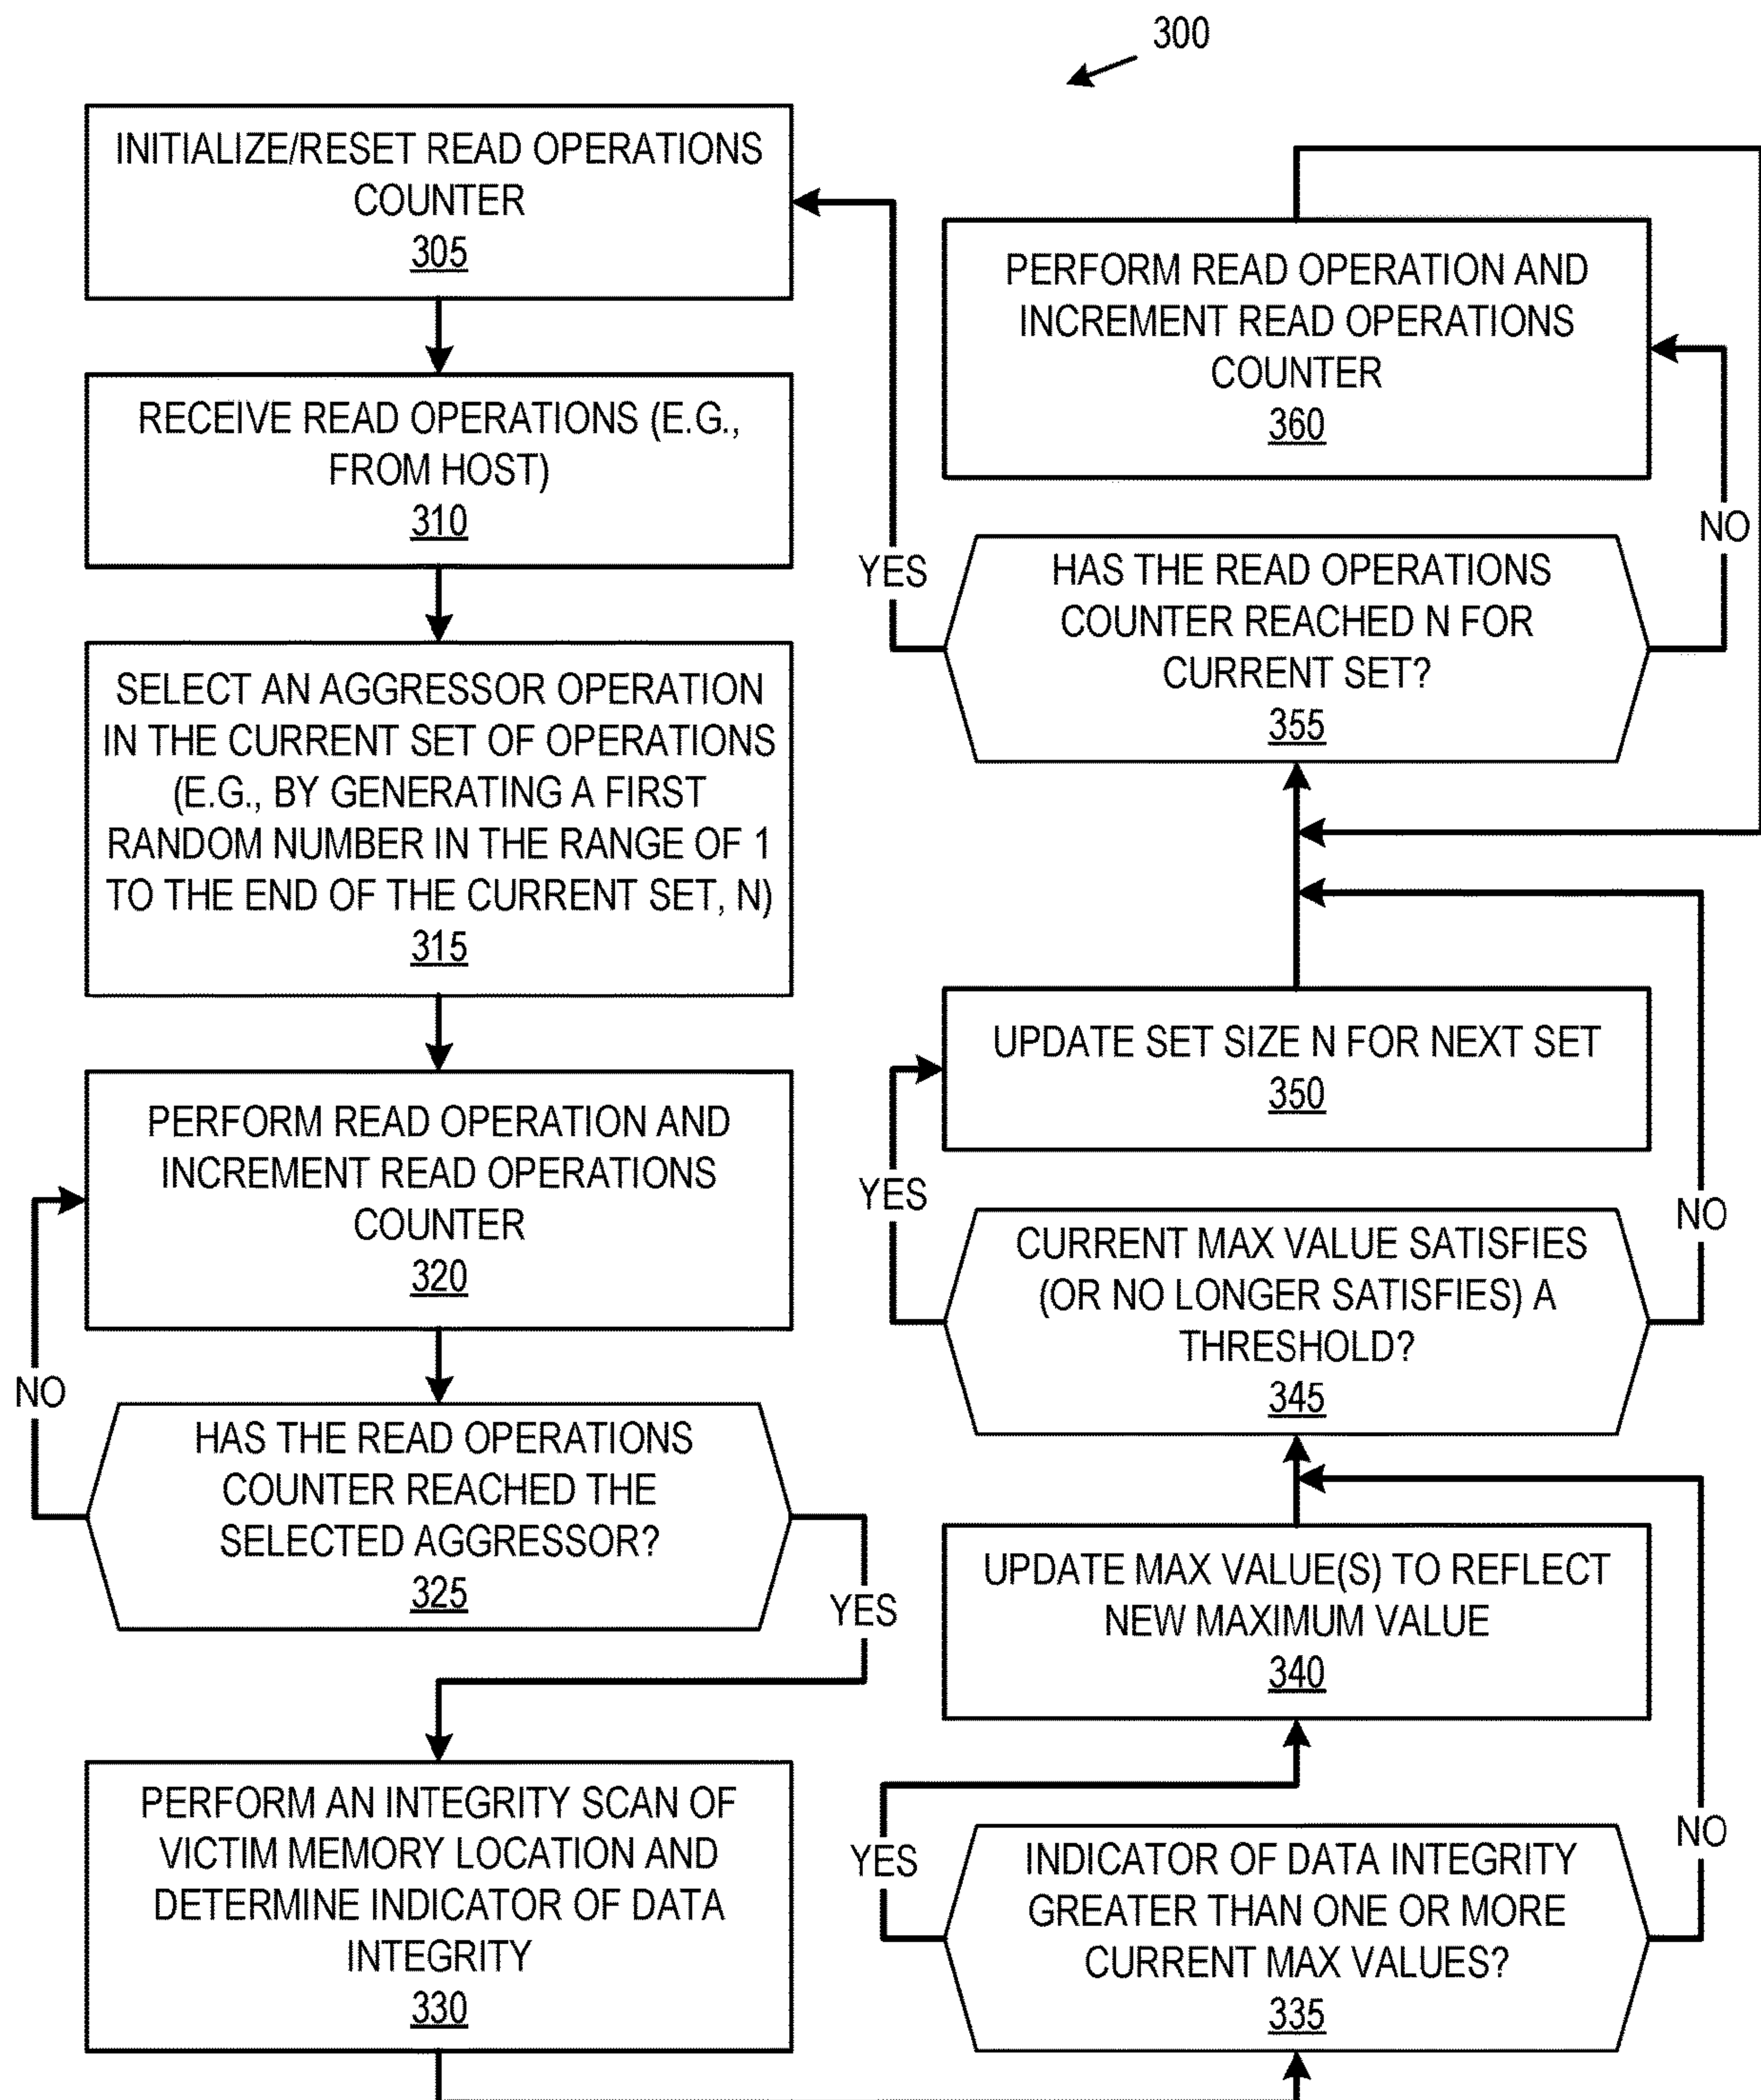 300
INITIALIZE/RESET READ OPERATIONS
COUNTER
305
RECEIVE READ OPERATIONS (E.G.,
FROM HOST)
310
SELECT AN AGGRESSOR OPERATION
IN THE CURRENT SET OF OPERATIONS
(E.G., BY GENERATING A FIRST
RANDOM NUMBER IN THE RANGE OF 1
TO THE END OF THE CURRENT SET, N)
315
PERFORM READ OPERATION AND
INCREMENT READ OPERATIONS
COUNTER
320
NO
HAS THE READ OPERATIONS
COUNTER REACHED THE
SELECTED AGGRESSOR?
325
YES
PERFORM AN INTEGRITY SCAN OF
VICTIM MEMORY LOCATION AND
DETERMINE INDICATOR OF DATA
INTEGRITY
330
PERFORM READ OPERATION AND
INCREMENT READ OPERATIONS
COUNTER
360
NO
YES
HAS THE READ OPERATIONS
COUNTER REACHED N FOR
CURRENT SET?
355
UPDATE SET SIZE N FOR NEXT SET
350
YES
NO
CURRENT MAX VALUE SATISFIES
(OR NO LONGER SATISFIES) A
THRESHOLD?
345
UPDATE MAX VALUE(S) TO REFLECT
NEW MAXIMUM VALUE
340
YES
NO
INDICATOR OF DATA INTEGRITY
GREATER THAN ONE OR MORE
CURRENT MAX VALUES?
335